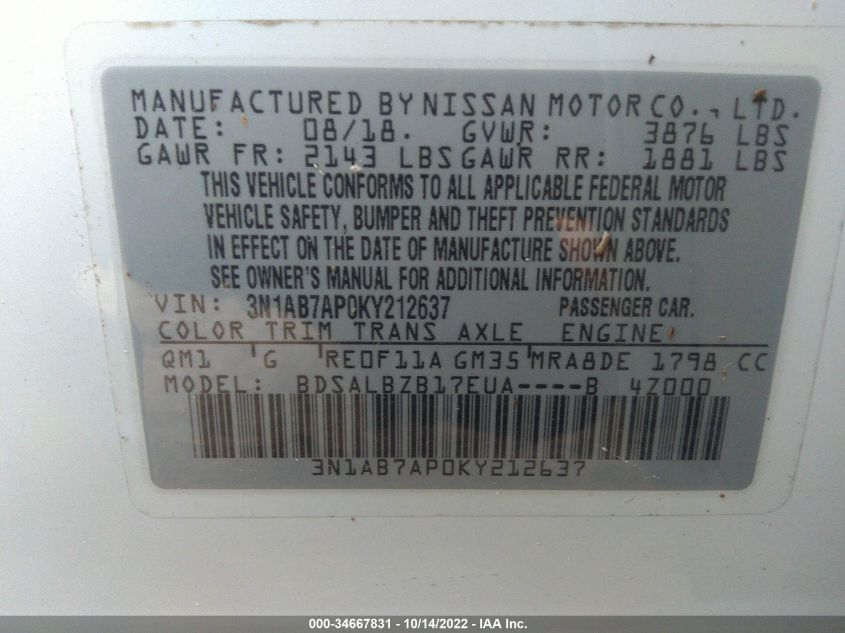 MANUFACTURED BY NISSAN MOTOR CO., LTD.
DATE: 08/18. GVWR: 3876 LBS
GAWR FR: 2143 LBS GAWR RR: 1881 LBS
THIS VEHICLE CONFORMS TO ALL APPLICABLE FEDERAL MOTOR
VEHICLE SAFETY, BUMPER AND THEFT PREVENTION STANDARDS
IN EFFECT ON THE DATE OF MANUFACTURE SHOWN ABOVE.
SEE OWNER'S MANUAL FOR ADDITIONAL INFORMATION.
VIN: 3N1AB7AP0KY212637 PASSENGER CAR.
COLOR TRIM TRANS AXLE ENGINE
QM1 G RE0F11A GM35 MRA8DE 1798 CC
MODEL: BDSALBZB17EUA----B 4Z000
3N1AB7AP0KY212637
000-34667831 - 10/14/2022 - IAA Inc.